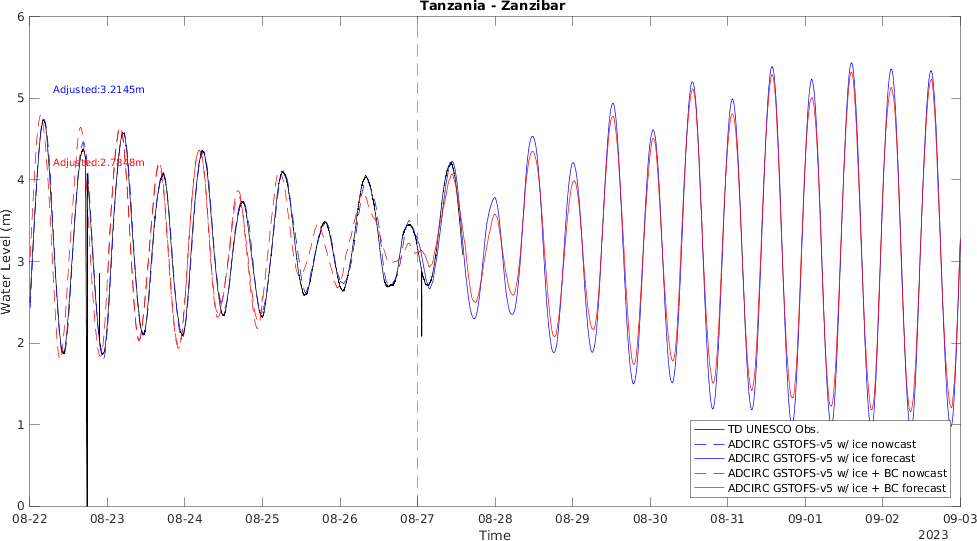 Tanzania - Zanzibar
6
5
4
3
2
1
0
Water Level (m)
Adjusted:3.2145m
Adjusted:2.7848m
TD UNESCO Obs.
ADCIRC GSTOFS-v5 w/ ice nowcast
ADCIRC GSTOFS-v5 w/ ice forecast
ADCIRC GSTOFS-v5 w/ ice + BC nowcast
ADCIRC GSTOFS-v5 w/ ice + BC forecast
08-22 08-23 08-24 08-25 08-26 08-27 08-28 08-29 08-30 08-31 09-01 09-02 09-03
Time
2023